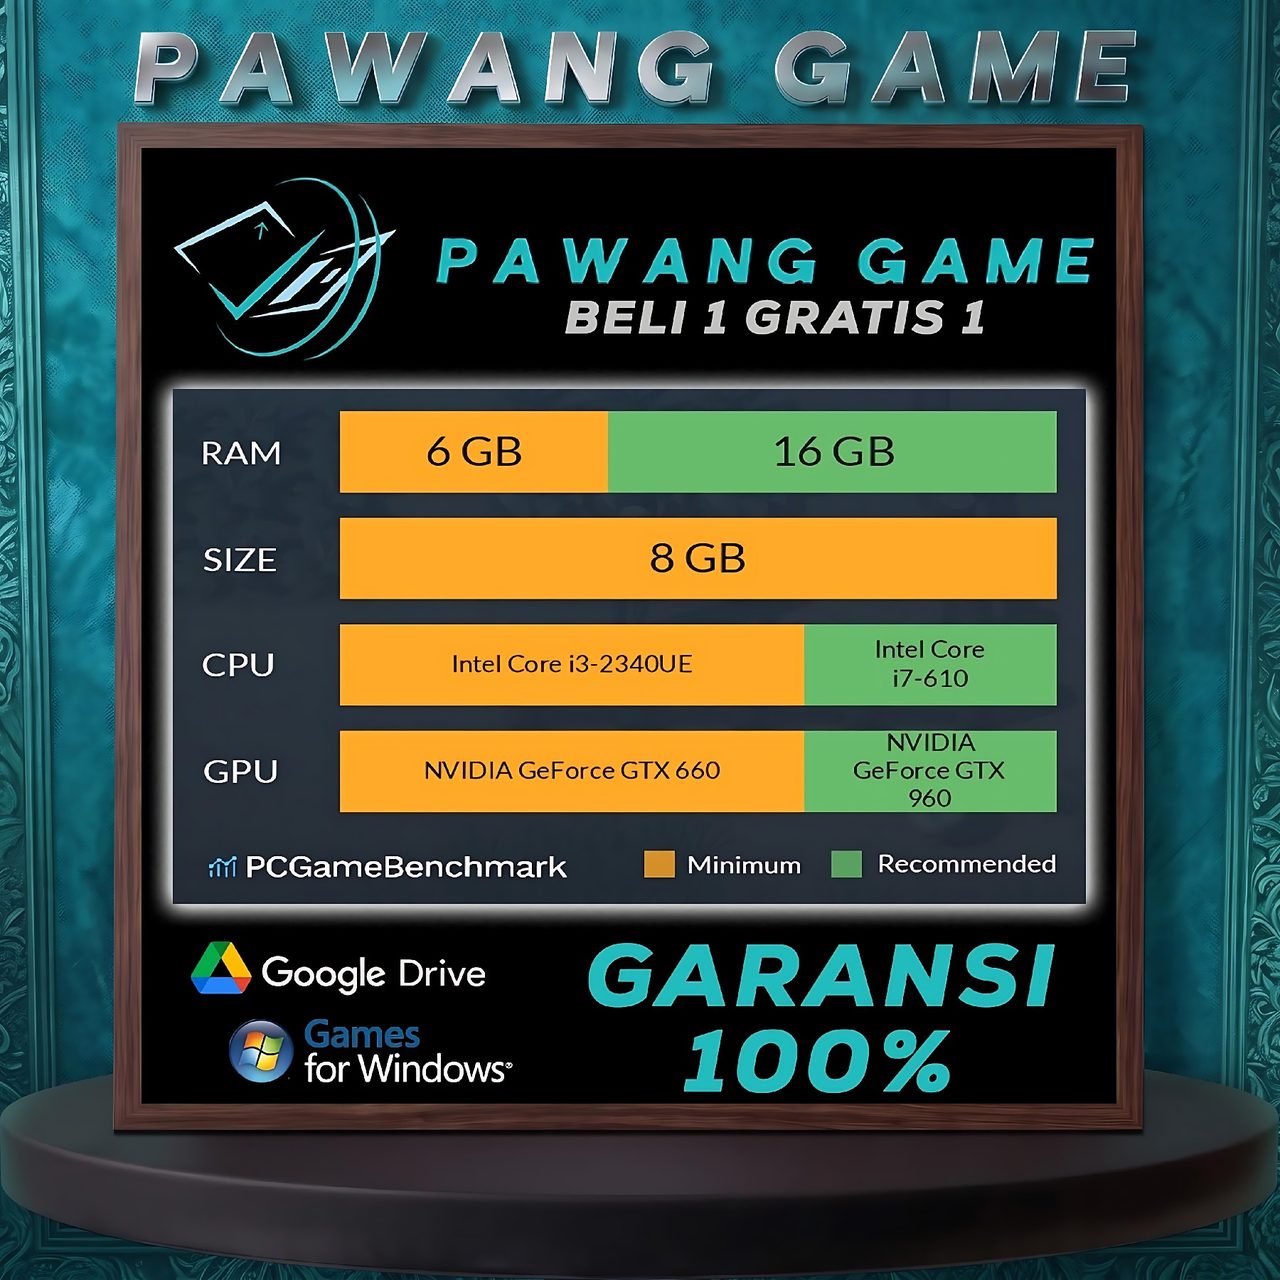 PAWANG GAME
PAWANG GAME
BELI 1 GRATIS 1
RAM
6 GB
16 GB
SIZE
8 GB
CPU
Intel Core i3-2340UE
Intel Core
i7-610
GPU
NVIDIA GeForce GTX 660
NVIDIA
GeForce GTX
960
PCGameBenchmark
Minimum
Recommended
Google Drive
Games
for Windows®
GARANSI
100%